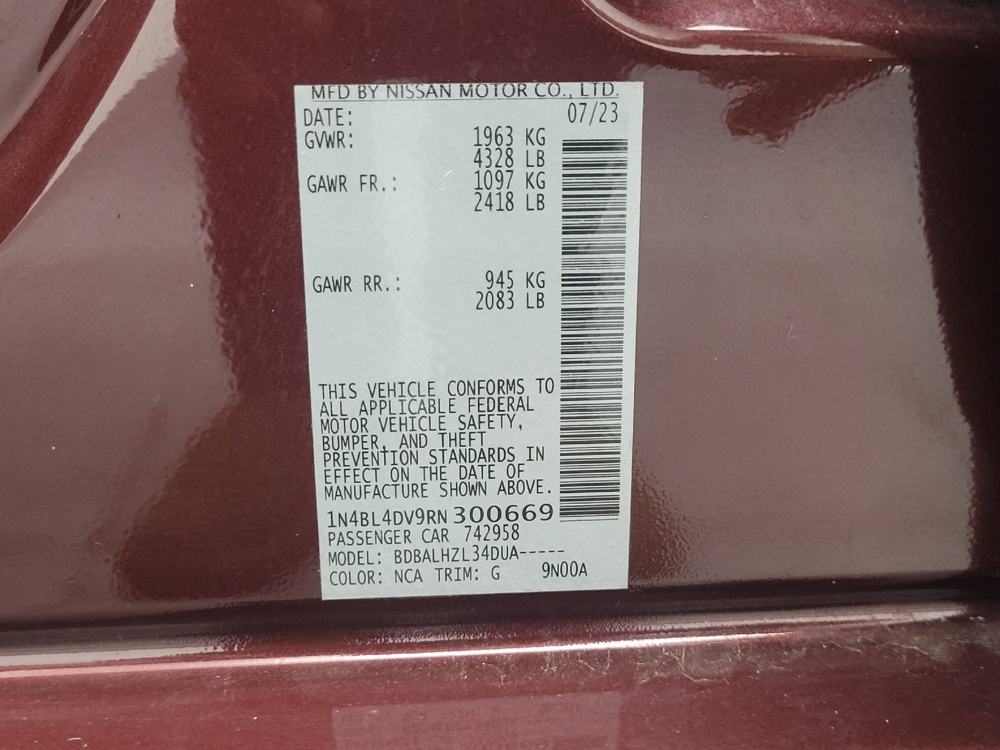 MFD BY NISSAN MOTOR CO., LTD.
DATE: 07/23
GVWR: 1963 KG
4328 LB
GAWR FR.: 1097 KG
2418 LB
GAWR RR.: 945 KG
2083 LB
THIS VEHICLE CONFORMS TO
ALL APPLICABLE FEDERAL
MOTOR VEHICLE SAFETY,
BUMPER, AND THEFT
PREVENTION STANDARDS IN
EFFECT ON THE DATE OF
MANUFACTURE SHOWN ABOVE.
1N4BL4DV9RN300669
PASSENGER CAR 742958
MODEL: BDBALHZL34DUA-----
COLOR: NCA TRIM: G 9N00A